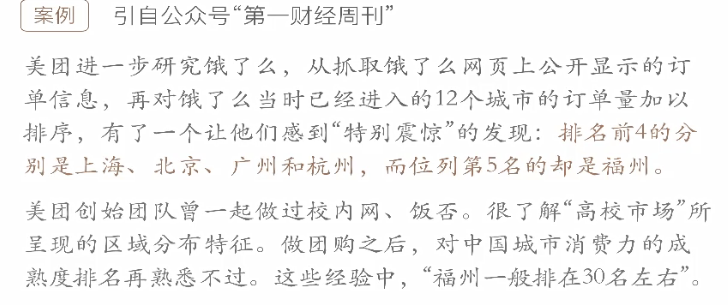 案例 引自公众号“第一财经周刊”
美团进一步研究饿了么，从抓取饿了么网页上公开显示的订
单信息，再对饿了么当时已经进入的12个城市的订单量加以
排序，有了一个让他们感到“特别震惊”的发现：排名前4的分
别是上海、北京、广州和杭州，而位列第5名的却是福州。
美团创始团队曾一起做过校内网、饭否。很了解“高校市场”所
呈现的区域分布特征。做团购之后，对中国城市消费力的成
熟度排名再熟悉不过。这些经验中，“福州一般排在30名左右”。